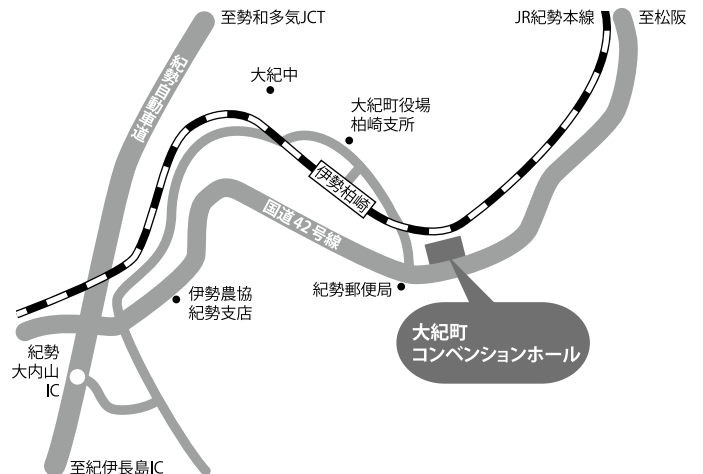 至勢和多気JCT
JR紀勢本線
至松阪
紀勢自動車道
大紀中
大紀町役場
柏崎支所
伊勢柏崎
国道42号線
伊勢農協
紀勢支店
紀勢郵便局
大紀町
コンベンションホール
紀勢
大内山
IC
至紀伊長島IC